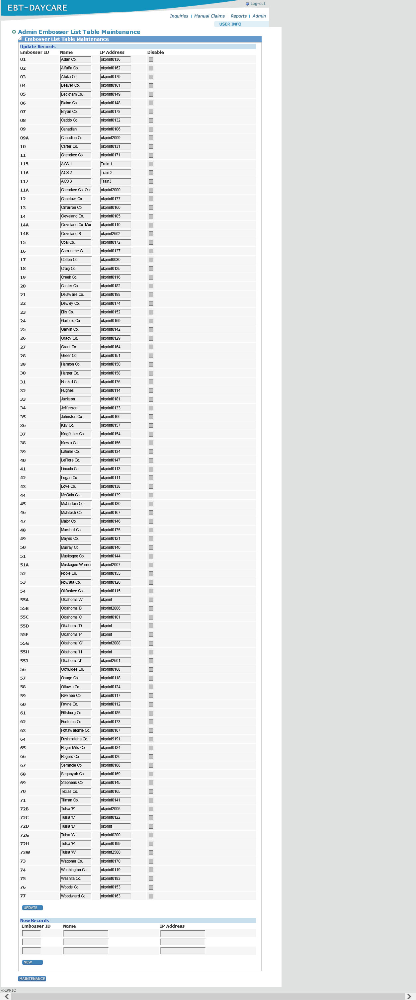 EBT-DAYCARE
Log-out
Inquiries | Manual Claims | Reports | Admin
USER INFO
Admin Embosser List Table Maintenance
Embosser List Table Maintenance
Update Records
Embosser ID Name IP Address Disable
01 Adair Co. okprint0136
02 Alfalfa Co. okprint0162
03 Atoka Co. okprint0179
04 Beaver Co. okprint0161
05 Beckham Co. okprint0149
06 Blaine Co. okprint0148
07 Bryan Co. okprint0178
08 Caddo Co. okprint0132
09 Canadian okprint0106
09A Canadian Co. okprint2009
10 Carter Co. okprint0131
11 Cherokee Co. okprint0171
115 ACS 1 Train 1
116 ACS 2 Train 2
117 ACS 3 Train3
11A Cherokee Co. One okprint2000
12 Choctaw Co. okprint0177
13 Cimarron Co. okprint0160
14 Cleveland Co. okprint0105
14A Cleveland Co. Moo okprint0110
14B Cleveland B okprint2502
15 Coal Co. okprint0172
16 Comanche Co. okprint0137
17 Cotton Co. okprint0030
18 Craig Co. okprint0125
19 Creek Co. okprint0116
20 Custer Co. okprint0182
21 Delaware Co. okprint0198
22 Dewey Co. okprint0174
23 Ellis Co. okprint0152
24 Garfield Co. okprint0159
25 Garvin Co. okprint0142
26 Grady Co. okprint0129
27 Grant Co. okprint0164
28 Greer Co. okprint0151
29 Harmon Co. okprint0150
30 Harper Co. okprint0158
31 Haskell Co. okprint0176
32 Hughes okprint0114
33 Jackson okprint0181
34 Jefferson okprint0133
35 Johnston Co. okprint0166
36 Kay Co. okprint0157
37 Kingfisher Co. okprint0154
38 Kiowa Co. okprint0156
39 Latimer Co. okprint0134
40 LeFlore Co. okprint0147
41 Lincoln Co. okprint0113
42 Logan Co. okprint0111
43 Love Co. okprint0138
44 McClain Co. okprint0139
45 McCurtain Co. okprint0180
46 McIntosh Co. okprint0167
47 Major Co. okprint0146
48 Marshall Co. okprint0175
49 Mayes Co. okprint0121
50 Murray Co. okprint0140
51 Muskogee Co. okprint0144
51A Muskogee Warner okprint2007
52 Noble Co. okprint0155
53 Nowata Co. okprint0120
54 Okfuskee Co. okprint0115
55A Oklahoma 'A' okprint
55B Oklahoma 'B' okprint2006
55C Oklahoma 'C' okprint0101
55D Oklahoma 'D' okprint
55F Oklahoma 'F' okprint
55G Oklahoma 'G' okprint2008
55H Oklahoma 'H' okprint
55J Oklahoma 'J' okprint2501
56 Okmulgee Co. okprint0168
57 Osage Co. okprint0118
58 Ottawa Co. okprint0124
59 Pawnee Co. okprint0117
60 Payne Co. okprint0112
61 Pittsburg Co. okprint0185
62 Pontotoc Co. okprint0173
63 Pottawatomie Co. okprint0107
64 Pushmataha Co. okprint9191
65 Roger Mills Co. okprint0184
66 Rogers Co. okprint0126
67 Seminole Co. okprint0108
68 Sequoyah Co. okprint0169
69 Stephens Co. okprint0145
70 Texas Co. okprint0165
71 Tillman Co. okprint0141
72B Tulsa 'B' okprint2005
72C Tulsa 'C' okprint0122
72D Tulsa 'D' okprint
72G Tulsa 'G' okprint0200
72H Tulsa 'H' okprint0199
72W Tulsa 'W' okprint2500
73 Wagoner Co. okprint0170
74 Washington Co. okprint0119
75 Washita Co. okprint0183
76 Woods Co. okprint0153
77 Woodward Co. okprint0163
UPDATE
New Records
Embosser ID Name IP Address
NEW
MAINTENANCE
©EPPIC